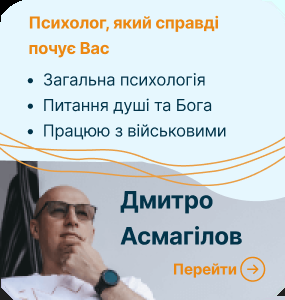 Психолог, який справді
почує Вас
• Загальна психологія
• Питання душі та Бога
• Працюю з військовими
Дмитро
Асмагілов
Перейти